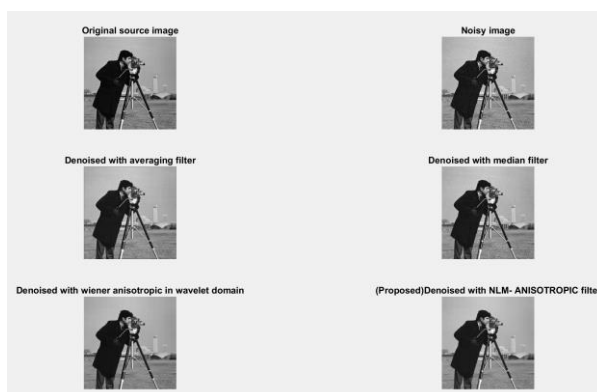 Original source image
Noisy image
Denoised with averaging filter
Denoised with median filter
Denoised with wiener anisotropic in wavelet domain
(Proposed)Denoised with NLM- ANISOTROPIC filte